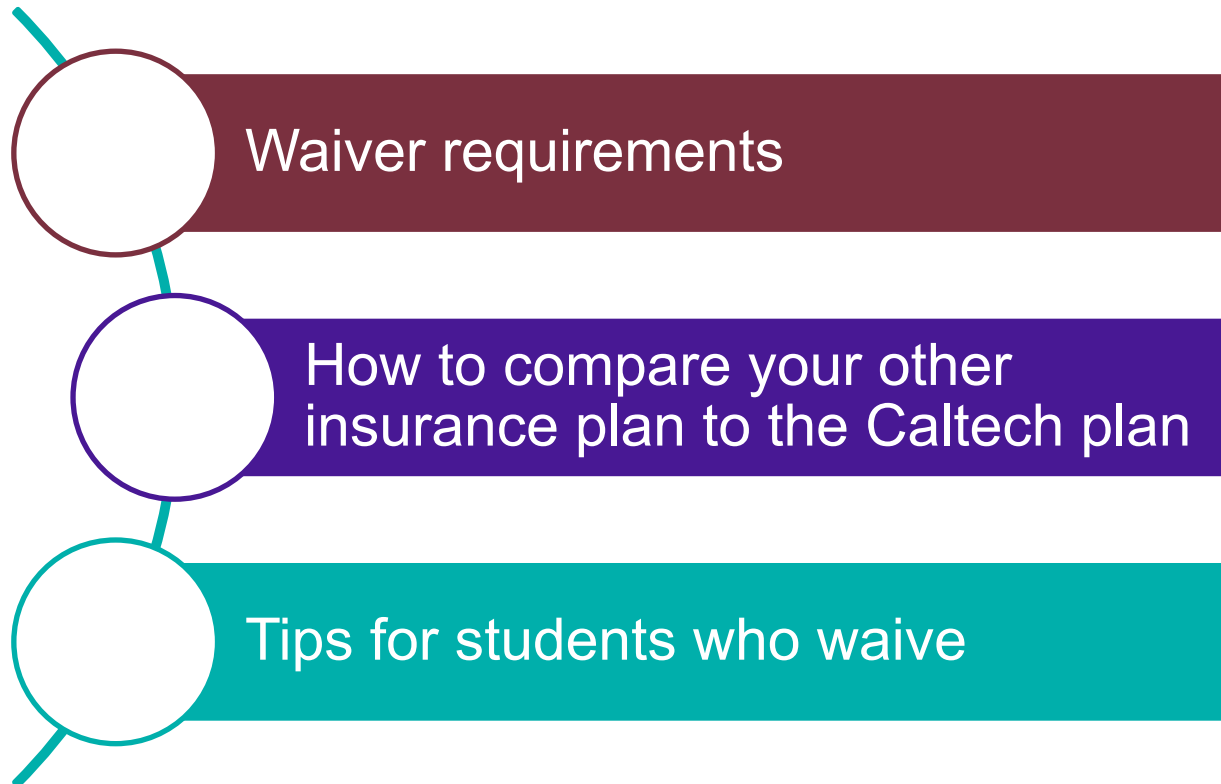 Waiver requirements
How to compare your other
insurance plan to the Caltech plan
Tips for students who waive